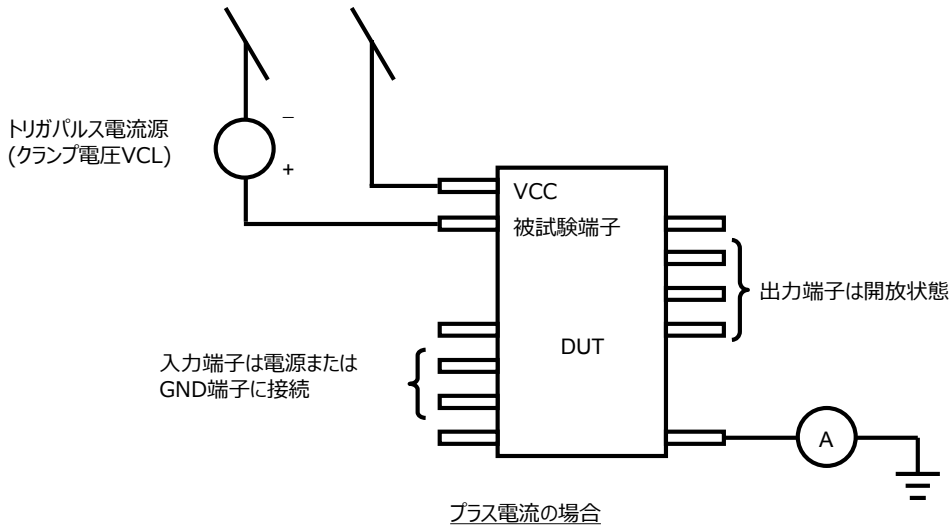 トリガパルス電流源
(クランプ電圧VCL)
−
+
VCC
被試験端子
出力端子は開放状態
入力端子は電源または
GND端子に接続
DUT
A
プラス電流の場合